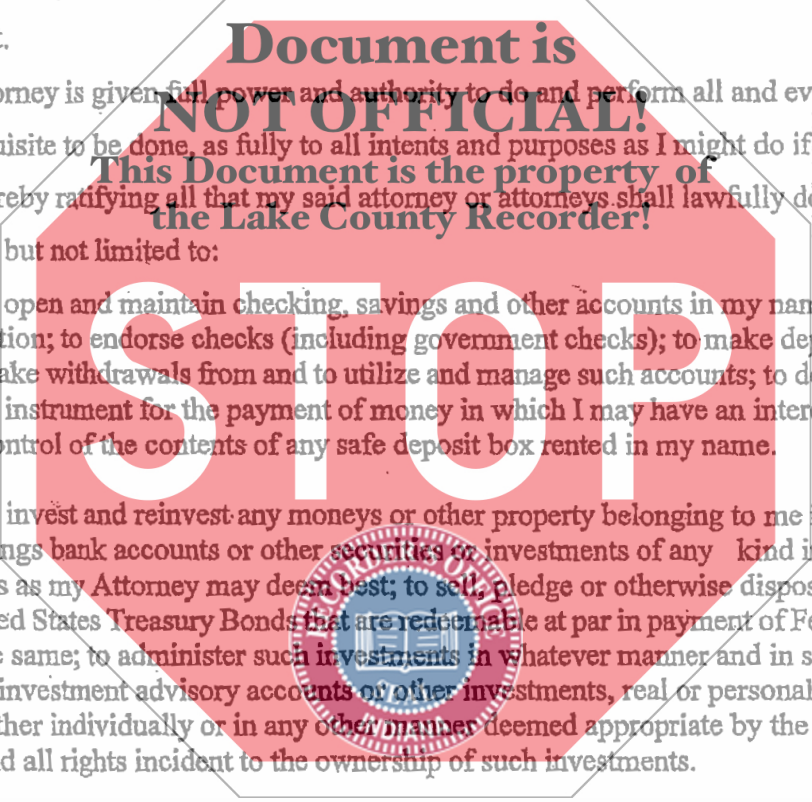 Document is
t.
orney is given full power and authority to do and perform all and ev
NOT OFFICIAL!
uisite to be done, as fully to all intents and purposes as I might do if
This Document is the property of
reby ratifying all that my said attorney or attorneys shall lawfully d
the Lake County Recorder!
but not limited to:
open and maintain checking, savings and other accounts in my nam
tion; to endorse checks (including government checks); to make dep
ake withdrawals from and to utilize and manage such accounts; to d
STOP
instrument for the payment of money in which I may have an inter
ontrol of the contents of any safe deposit box rented in my name.
invest and reinvest any moneys or other property belonging to me
ngs bank accounts or other securities or investments of any kind i
s as my Attorney may deem best; to sell, pledge or otherwise dispo
RECORDERS OFFICE
ed States Treasury Bonds that are redeemable at par in payment of Fe
e same; to administer such investments in whatever manner and in s
investment advisory accounts or other investments, real or personal
ther individually or in any other manner deemed appropriate by the
d all rights incident to the ownership of such investments.